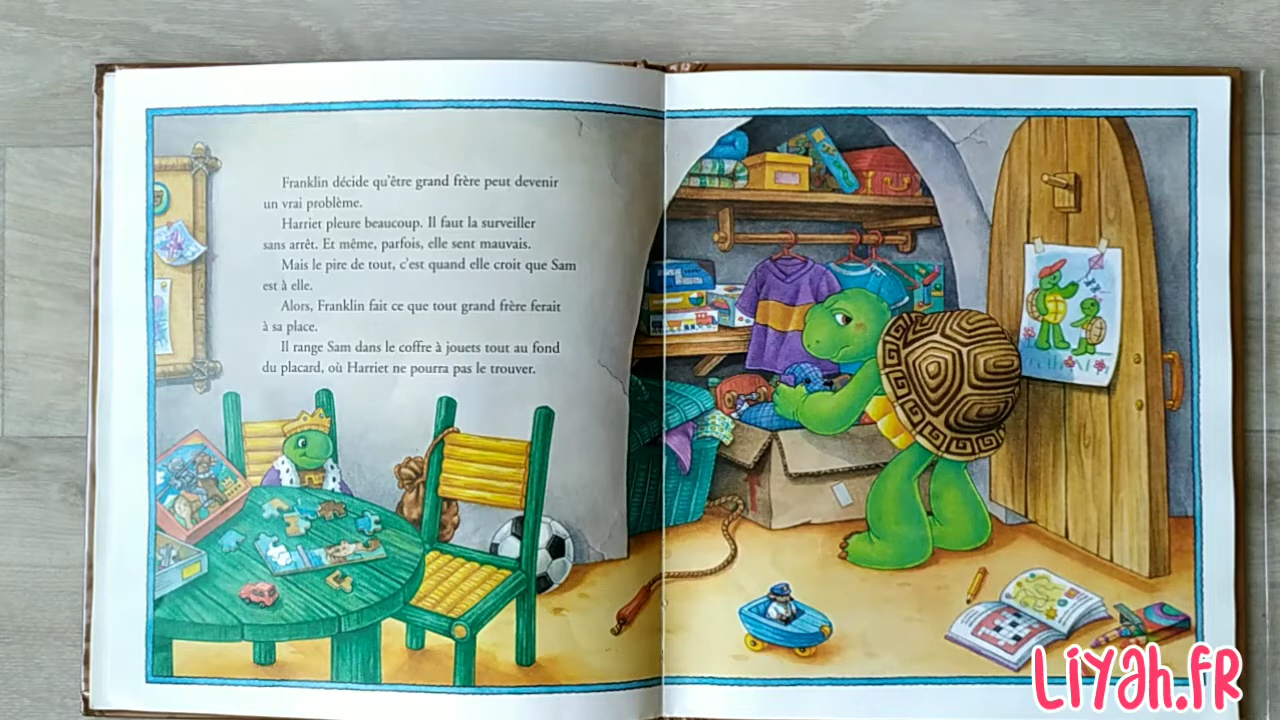 Franklin décide qu'être grand frère peut devenir
un vrai problème.
Harriet pleure beaucoup. Il faut la surveiller
sans arrêt. Et même, parfois, elle sent mauvais.
Mais le pire de tout, c'est quand elle croit que Sam
est à elle.
Alors, Franklin fait ce que tout grand frère ferait
à sa place.
Il range Sam dans le coffre à jouets tout au fond
du placard, où Harriet ne pourra pas le trouver.
Liyah.fR